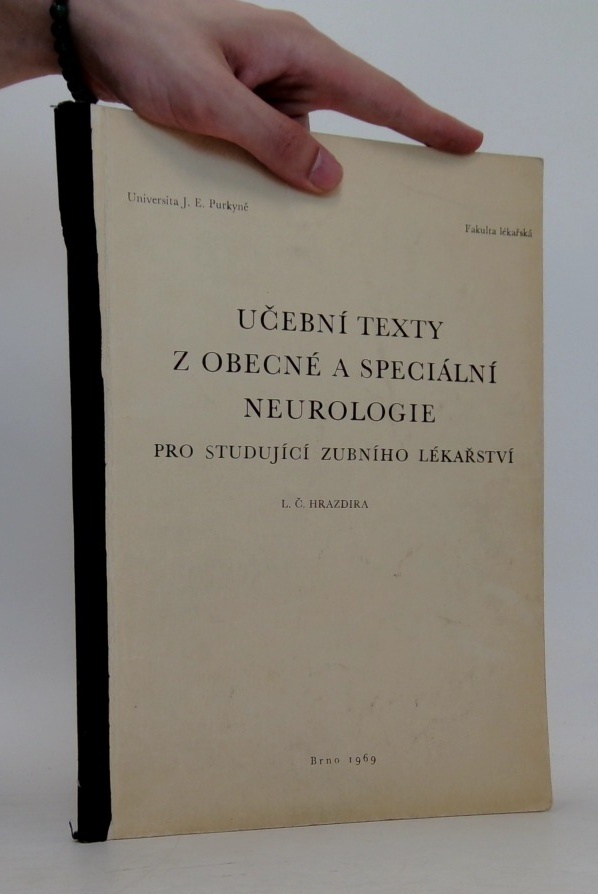 Universita J. E. Purkyně
Fakulta lékařská
UČEBNÍ TEXTY
Z OBECNÉ A SPECIÁLNÍ
NEUROLOGIE
PRO STUDUJÍCÍ ZUBNÍHO LÉKAŘSTVÍ
L. Č. HRAZDIRA
Brno 1969